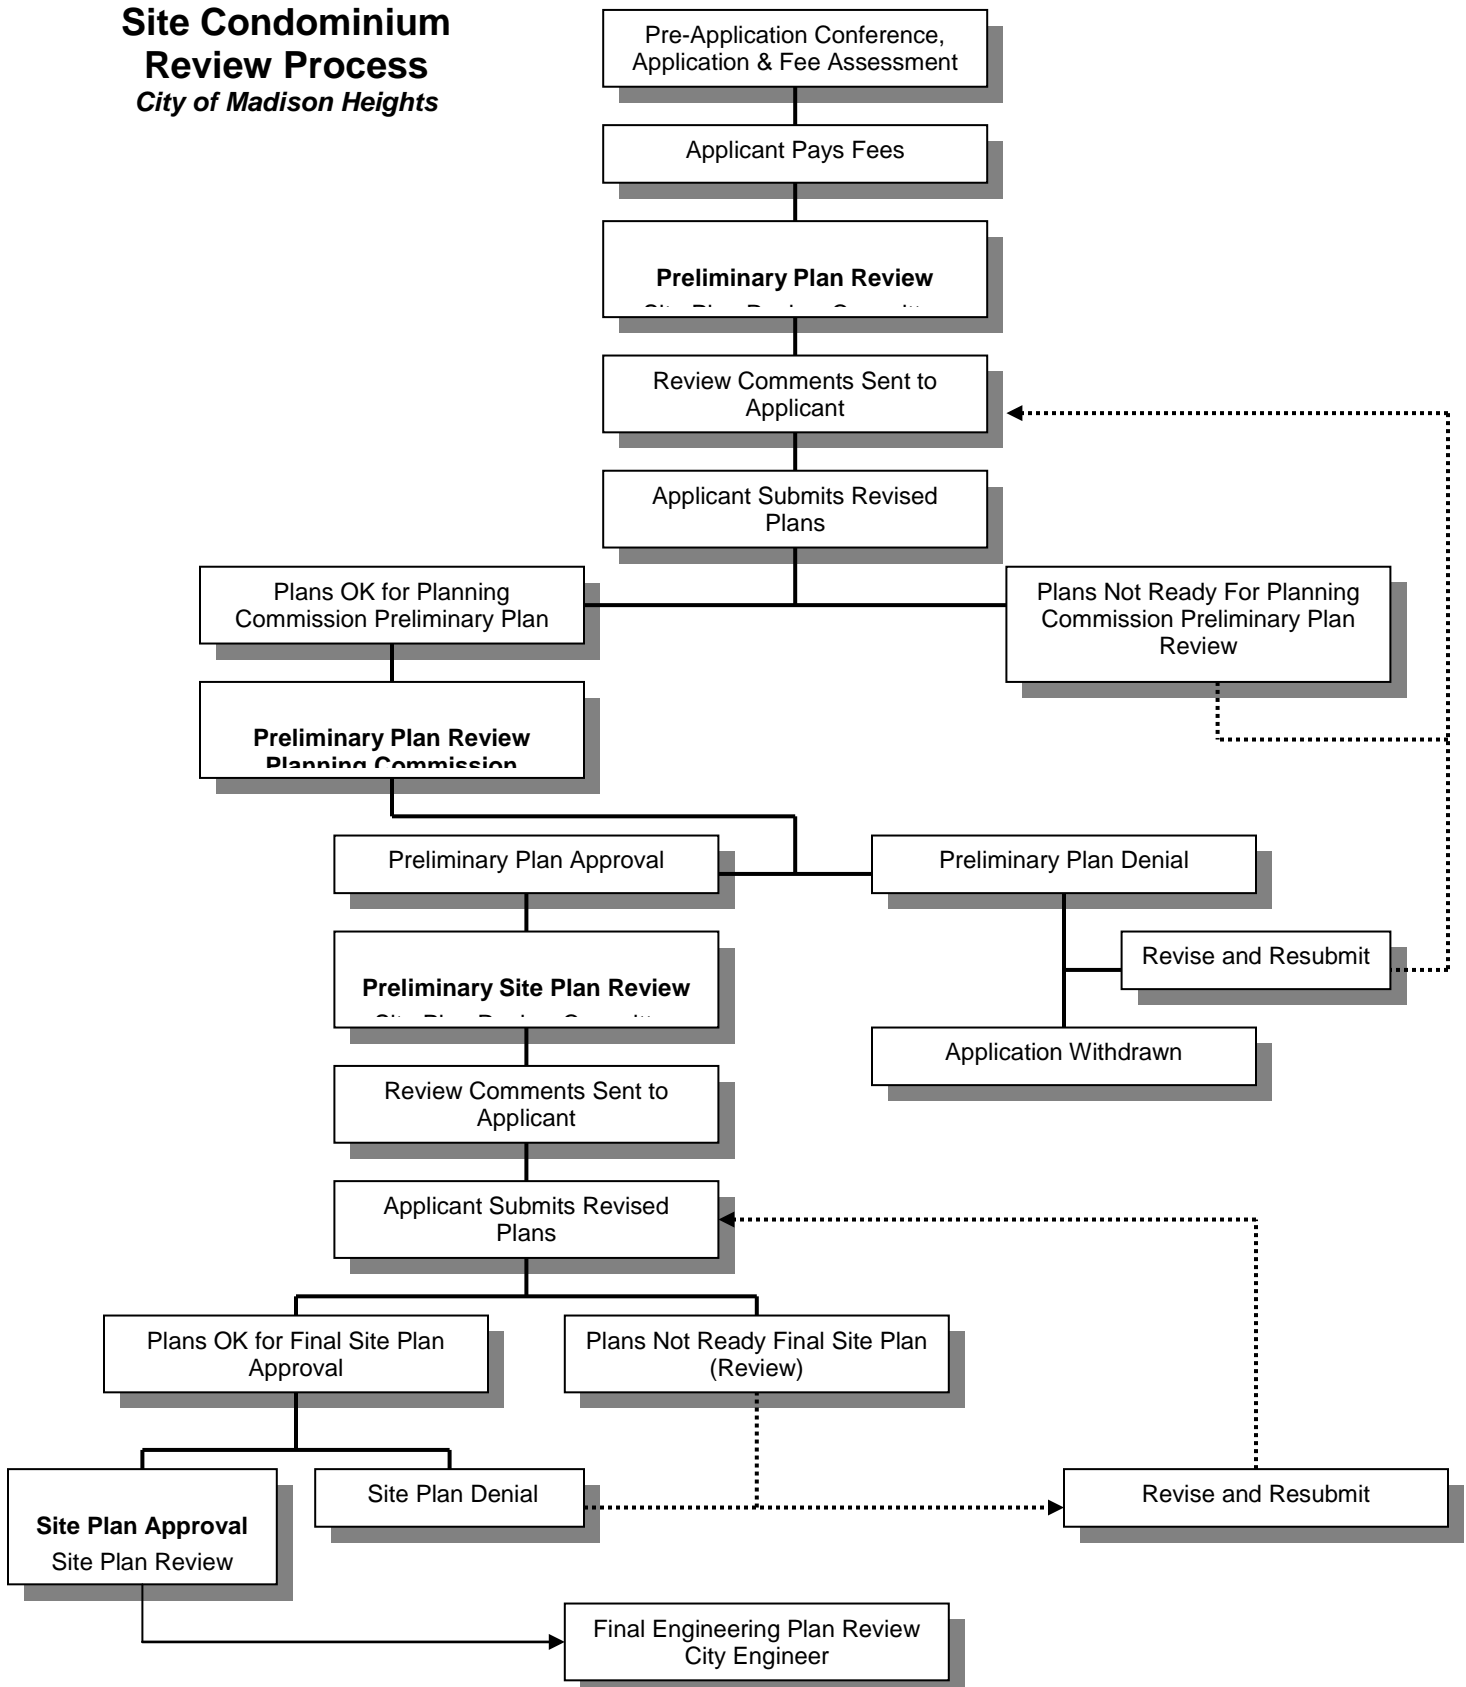 Site Condominium
Review Process
City of Madison Heights
Pre-Application Conference,
Application & Fee Assessment
Applicant Pays Fees
Preliminary Plan Review
Review Comments Sent to
Applicant
Applicant Submits Revised
Plans
Plans OK for Planning
Commission Preliminary Plan
Plans Not Ready For Planning
Commission Preliminary Plan
Review
Preliminary Plan Review
Planning Commission
Preliminary Plan Approval
Preliminary Plan Denial
Preliminary Site Plan Review
Revise and Resubmit
Application Withdrawn
Review Comments Sent to
Applicant
Applicant Submits Revised
Plans
Plans OK for Final Site Plan
Approval
Plans Not Ready Final Site Plan
(Review)
Site Plan Approval
Site Plan Review
Site Plan Denial
Revise and Resubmit
Final Engineering Plan Review
City Engineer